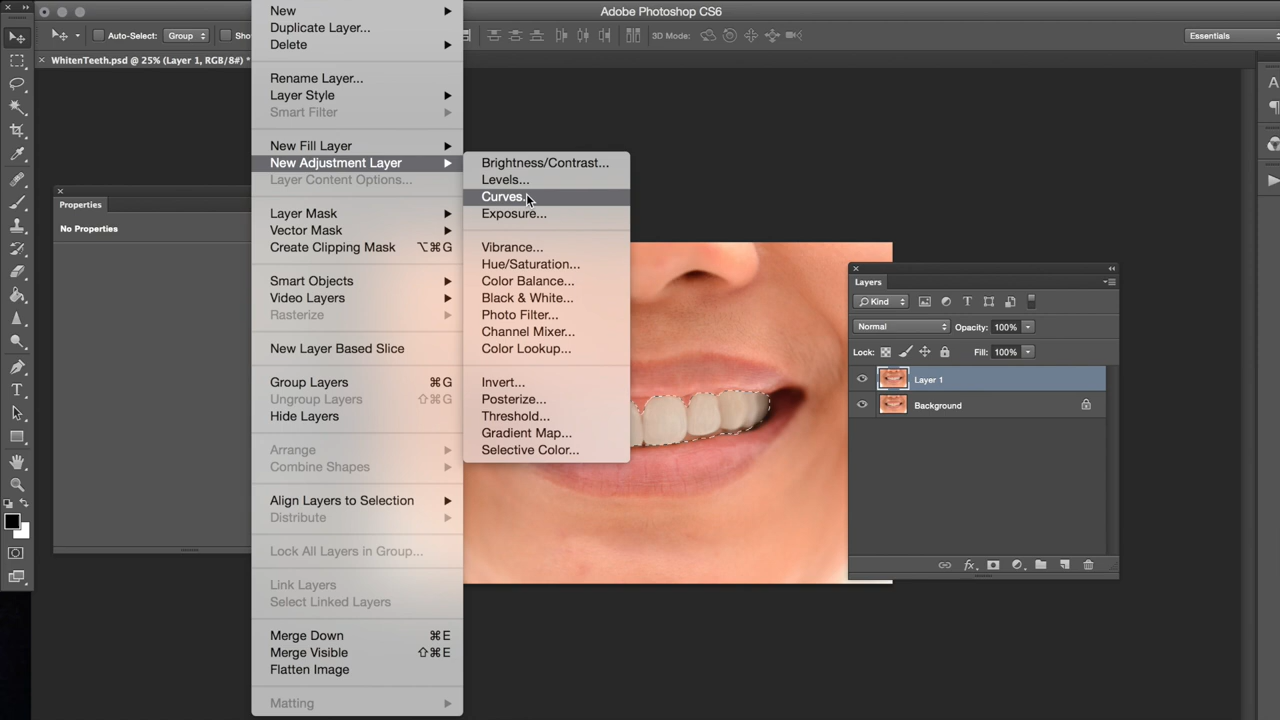 Adobe Photoshop CS6
Auto-Select:
Group
Sho
3D Mode:
Essentials
WhitenTeeth.psd @ 25% (Layer 1, RGB/8#) *
New
Duplicate Layer...
Delete
Rename Layer...
Layer Style
Smart Filter
New Fill Layer
New Adjustment Layer
Layer Content Options...
Layer Mask
Vector Mask
Create Clipping Mask ⌥⌘G
Smart Objects
Video Layers
Rasterize
New Layer Based Slice
Group Layers ⌘G
Ungroup Layers ⇧⌘G
Hide Layers
Arrange
Combine Shapes
Align Layers to Selection
Distribute
Lock All Layers in Group...
Link Layers
Select Linked Layers
Merge Down ⌘E
Merge Visible ⇧⌘E
Flatten Image
Matting
Brightness/Contrast...
Levels...
Curves...
Exposure...
Vibrance...
Hue/Saturation...
Color Balance...
Black & White...
Photo Filter...
Channel Mixer...
Color Lookup...
Invert...
Posterize...
Threshold...
Gradient Map...
Selective Color...
Properties
No Properties
Layers
Kind
Normal
Opacity: 100%
Lock:
Fill: 100%
Layer 1
Background